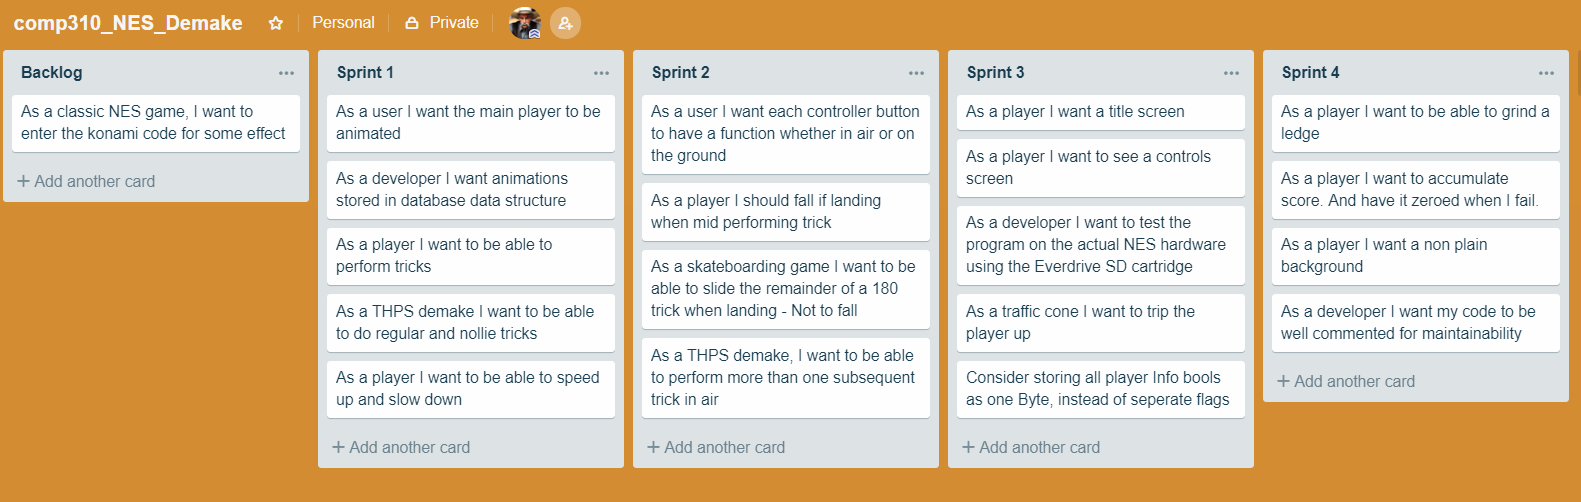 comp310_NES_Demake
Personal
Private
Backlog
As a classic NES game, I want to
enter the konami code for some effect
+ Add another card
Sprint 1
As a user I want the main player to be
animated
As a developer I want animations
stored in database data structure
As a player I want to be able to
perform tricks
As a THPS demake I want to be able
to do regular and nollie tricks
As a player I want to be able to speed
up and slow down
+ Add another card
Sprint 2
As a user I want each controller button
to have a function whether in air or on
the ground
As a player I should fall if landing
when mid performing trick
As a skateboarding game I want to be
able to slide the remainder of a 180
trick when landing - Not to fall
As a THPS demake, I want to be able
to perform more than one subsequent
trick in air
+ Add another card
Sprint 3
As a player I want a title screen
As a player I want to see a controls
screen
As a developer I want to test the
program on the actual NES hardware
using the Everdrive SD cartridge
As a traffic cone I want to trip the
player up
Consider storing all player Info bools
as one Byte, instead of seperate flags
+ Add another card
Sprint 4
As a player I want to be able to grind a
ledge
As a player I want to accumulate
score. And have it zeroed when I fail.
As a player I want a non plain
background
As a developer I want my code to be
well commented for maintainability
+ Add another card